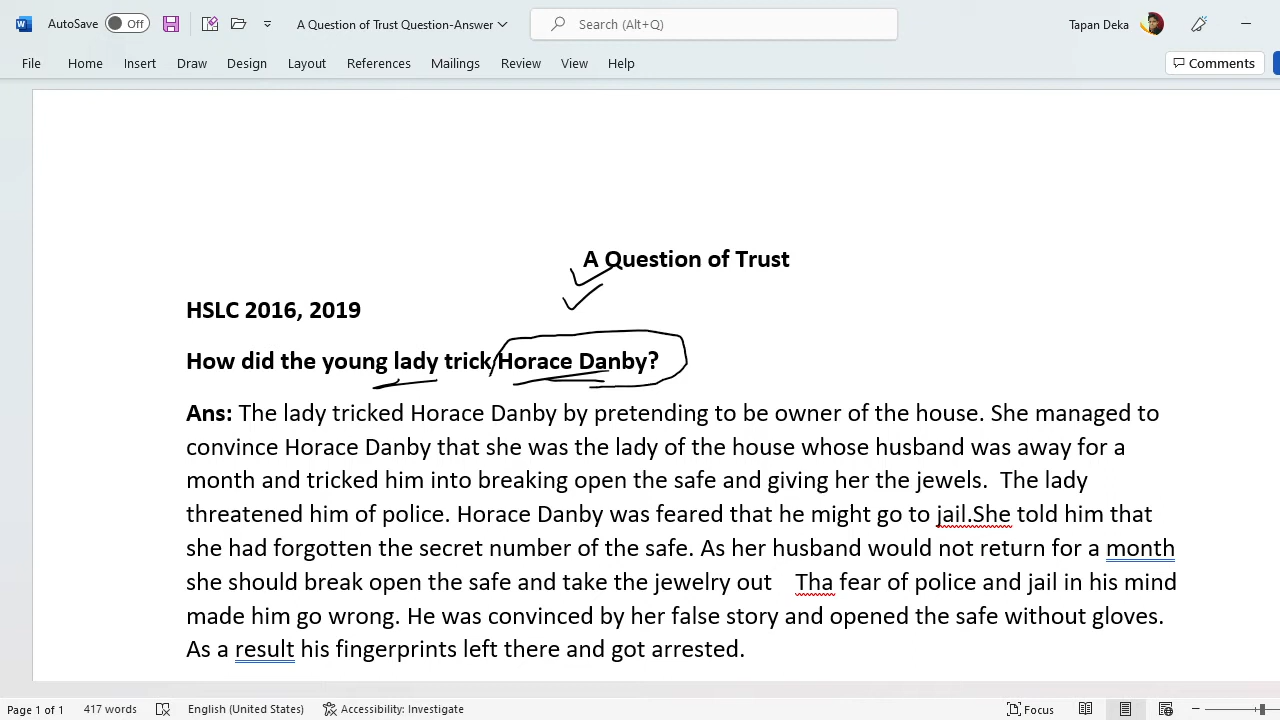 AutoSave Off A Question of Trust Question-Answer Search (Alt+Q) Tapan Deka
File Home Insert Draw Design Layout References Mailings Review View Help Comments
A Question of Trust
HSLC 2016, 2019
How did the young lady trick Horace Danby?
Ans: The lady tricked Horace Danby by pretending to be owner of the house. She managed to
convince Horace Danby that she was the lady of the house whose husband was away for a
month and tricked him into breaking open the safe and giving her the jewels.  The lady
threatened him of police. Horace Danby was feared that he might go to jail.She told him that
she had forgotten the secret number of the safe. As her husband would not return for a month
she should break open the safe and take the jewelry out    Tha fear of police and jail in his mind
made him go wrong. He was convinced by her false story and opened the safe without gloves.
As a result his fingerprints left there and got arrested.
Page 1 of 1 417 words English (United States) Accessibility: Investigate Focus